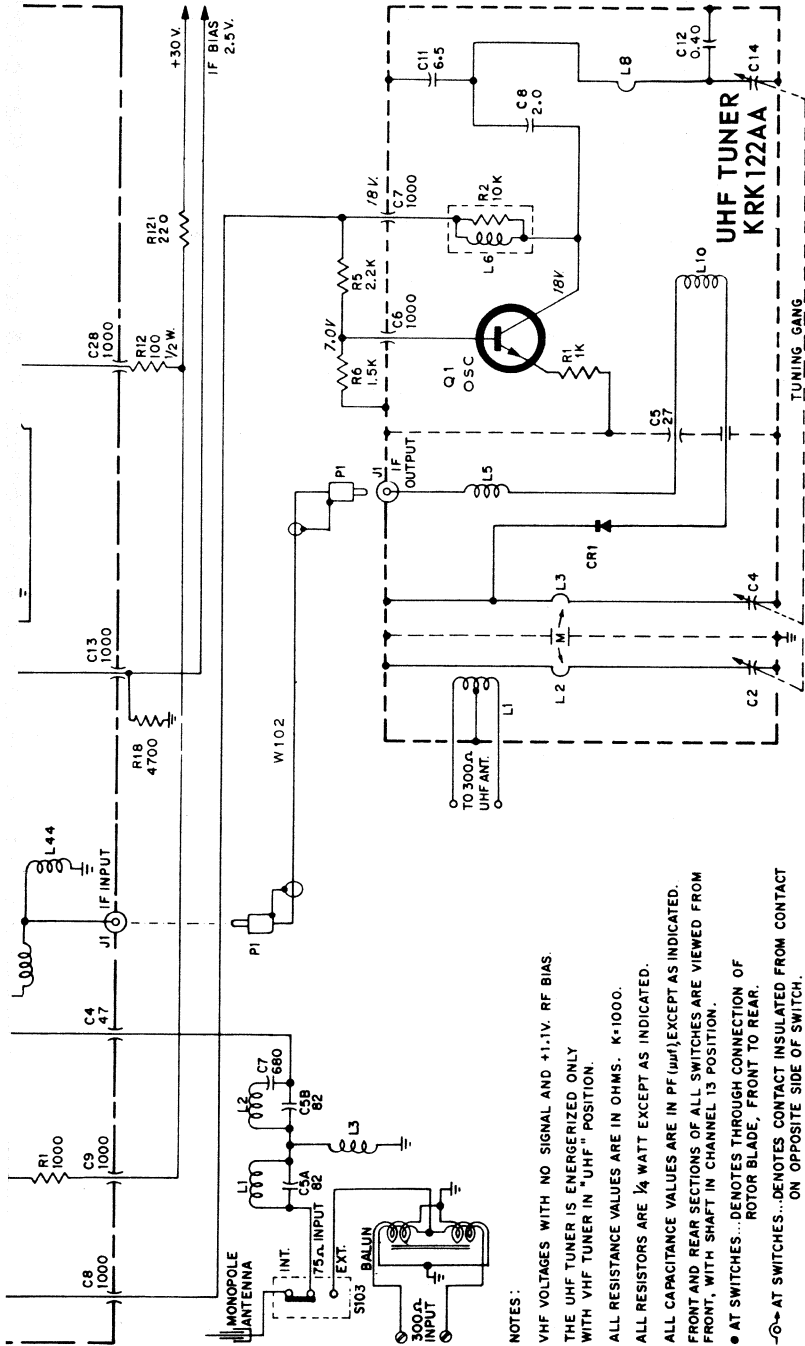 +30 V.
IF BIAS
2.5 V.
R121
220
C28
1000
R12
100
1/2 W.
C13
1000
R18
4700
L44
IF INPUT
J1
C4
47
R1
1000
C9
1000
C8
1000
P1
W102
P1
J1
IF
OUTPUT
18 V.
C7
1000
R5
2.2K
7.0V
C6
1000
R6
1.5K
C11
6.5
C8
2.0
R2
10K
L6
18V.
Q1
OSC
R1
1K
L8
C12
0.40
C14
UHF TUNER
KRK122AA
L10
C5
27
L5
CR1
L3
C4
M
L2
C2
L1
TO 300Ω
UHF ANT.
TUNING GANG
L2
C7
680
C5B
82
L1
C5A
82
L3
MONOPOLE
ANTENNA
INT.
75Ω INPUT
EXT.
S103
BALUN
300Ω
INPUT
NOTES:
VHF VOLTAGES WITH NO SIGNAL AND +1.1V. RF BIAS.
THE UHF TUNER IS ENERGIZED ONLY
WITH VHF TUNER IN "UHF" POSITION.
ALL RESISTANCE VALUES ARE IN OHMS. K=1000.
ALL RESISTORS ARE ¼ WATT EXCEPT AS INDICATED.
ALL CAPACITANCE VALUES ARE IN PF (uuf), EXCEPT AS INDICATED.
FRONT AND REAR SECTIONS OF ALL SWITCHES ARE VIEWED FROM
FRONT, WITH SHAFT IN CHANNEL 13 POSITION.
● AT SWITCHES...DENOTES THROUGH CONNECTION OF
ROTOR BLADE, FRONT TO REAR.
AT SWITCHES...DENOTES CONTACT INSULATED FROM CONTACT
ON OPPOSITE SIDE OF SWITCH.